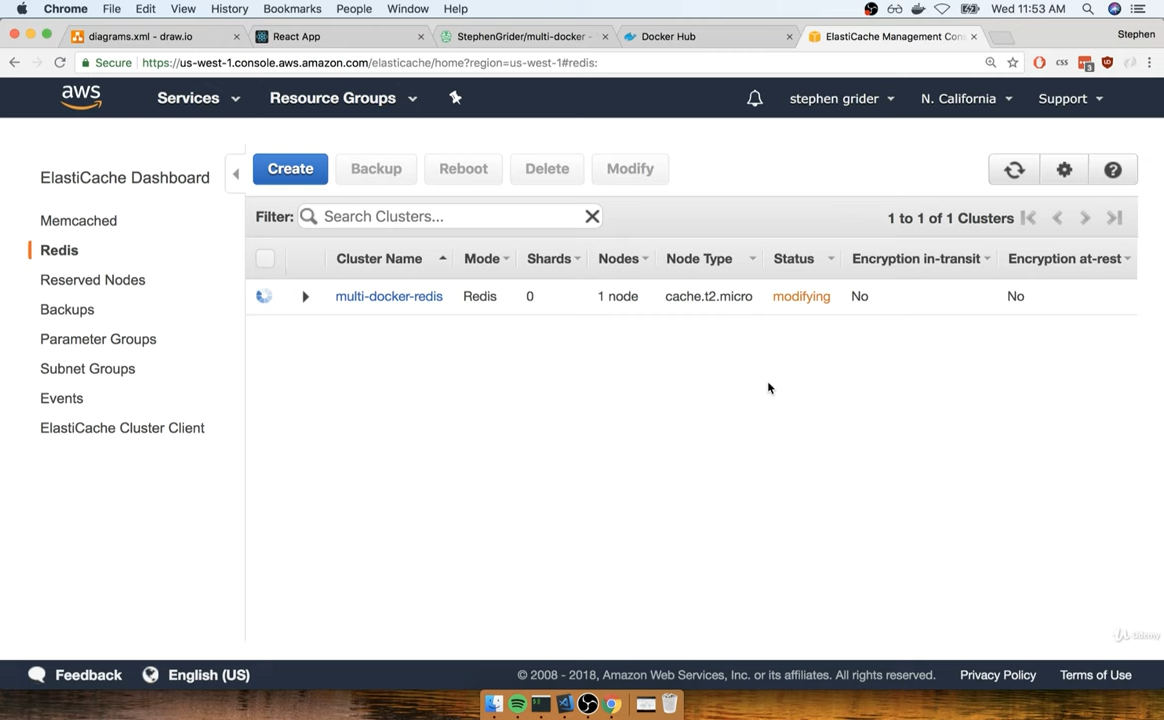 Chrome File Edit View History Bookmarks People Window Help Wed 11:53 AM
diagrams.xml - draw.io × React App × StephenGrider/multi-docker - × Docker Hub × ElastiCache Management Con × Stephen
Secure https://us-west-1.console.aws.amazon.com/elasticache/home?region=us-west-1#redis: css 3
aws Services Resource Groups stephen grider N. California Support
ElastiCache Dashboard
Memcached
Redis
Reserved Nodes
Backups
Parameter Groups
Subnet Groups
Events
ElastiCache Cluster Client
Create Backup Reboot Delete Modify
Filter: Search Clusters... 1 to 1 of 1 Clusters
Cluster Name Mode Shards Nodes Node Type Status Encryption in-transit Encryption at-rest
multi-docker-redis Redis 0 1 node cache.t2.micro modifying No No
Udemy
Feedback English (US) © 2008 - 2018, Amazon Web Services, Inc. or its affiliates. All rights reserved. Privacy Policy Terms of Use